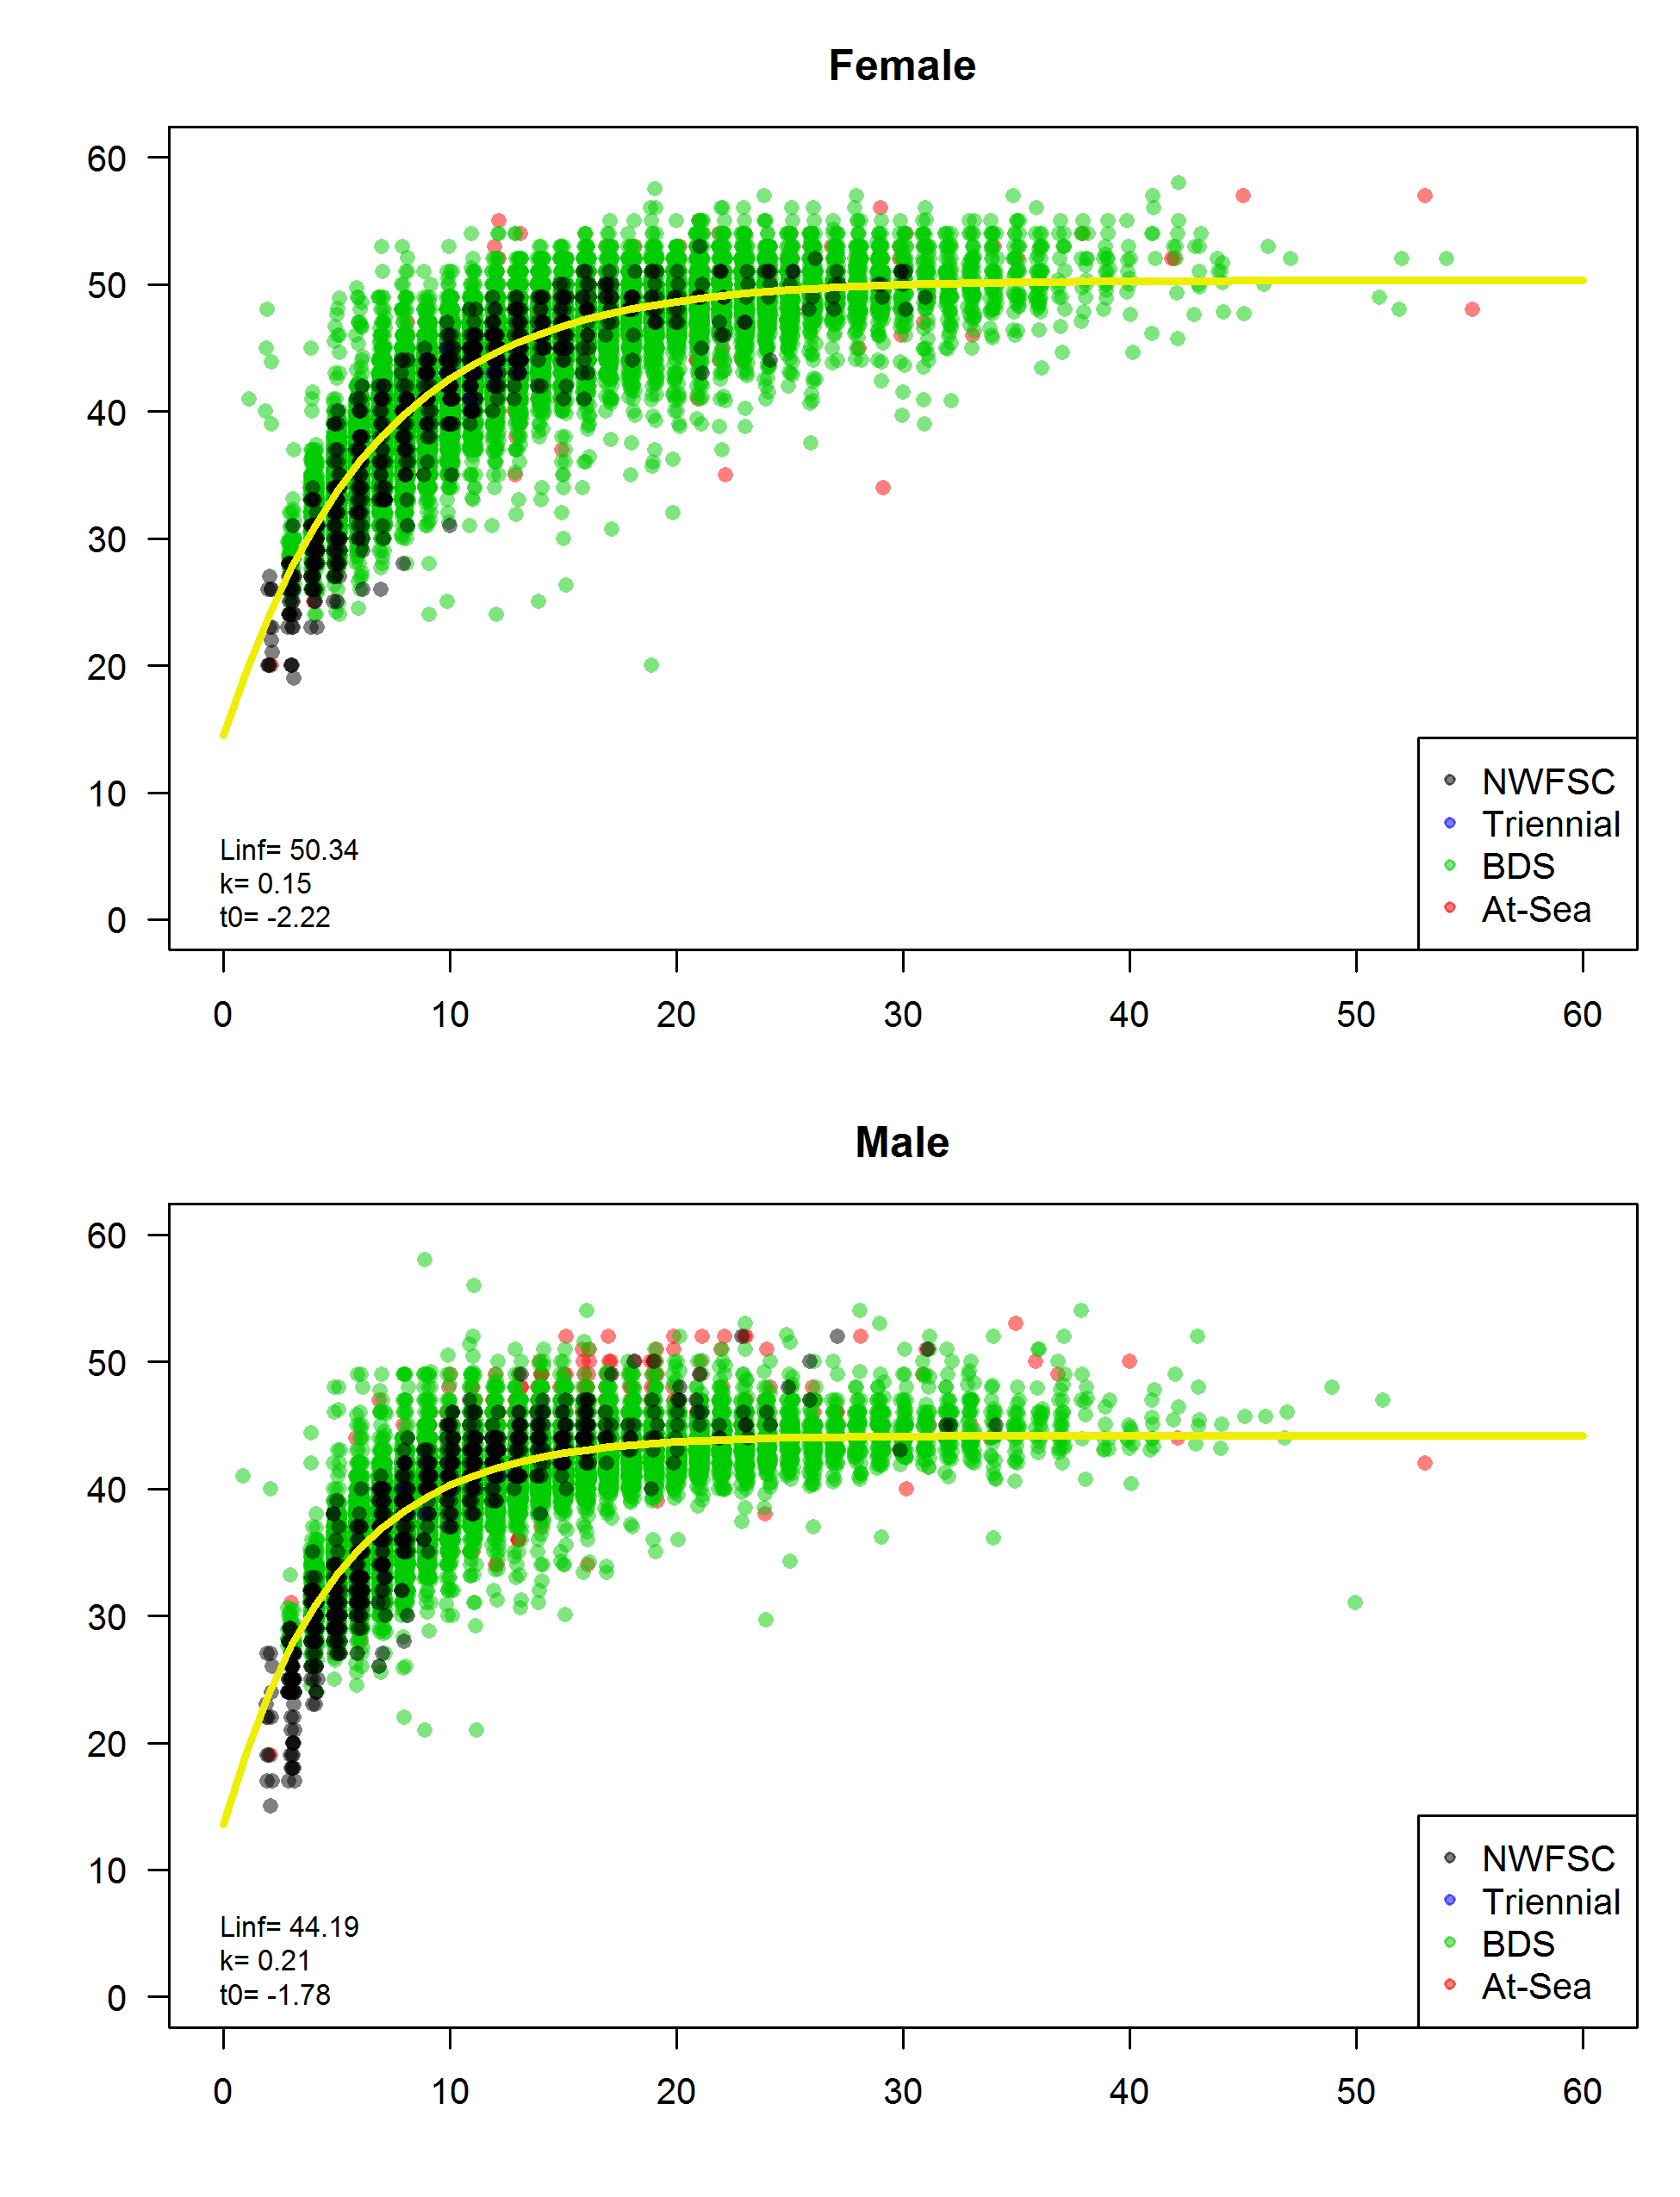 Female
60
50
40
30
20
10
0
Linf= 50.34
k= 0.15
t0= -2.22
NWFSC
Triennial
BDS
At-Sea
0 10 20 30 40 50 60
Male
60
50
40
30
20
10
0
Linf= 44.19
k= 0.21
t0= -1.78
NWFSC
Triennial
BDS
At-Sea
0 10 20 30 40 50 60